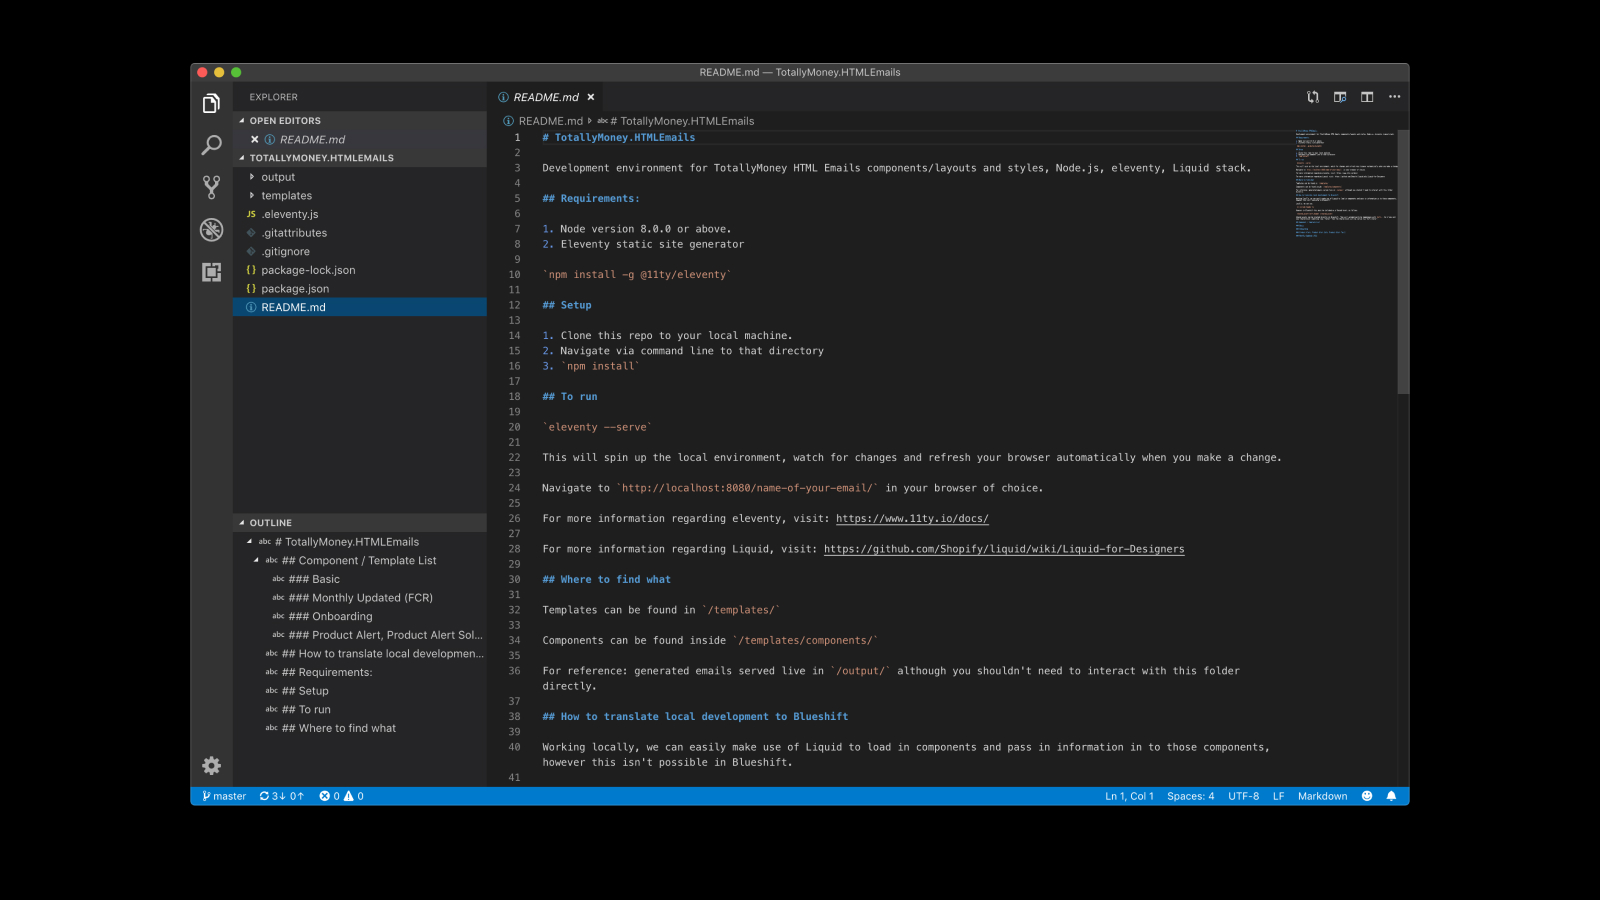 README.md — TotallyMoney.HTMLEmails
EXPLORER
OPEN EDITORS
README.md
TOTALLYMONEY.HTMLEMAILS
output
templates
JS .eleventy.js
.gitattributes
.gitignore
{} package-lock.json
{} package.json
README.md
OUTLINE
abc # TotallyMoney.HTMLEmails
abc ## Component / Template List
abc ### Basic
abc ### Monthly Updated (FCR)
abc ### Onboarding
abc ### Product Alert, Product Alert Sol...
abc ## How to translate local developmen...
abc ## Requirements:
abc ## Setup
abc ## To run
abc ## Where to find what
README.md
README.md abc # TotallyMoney.HTMLEmails
1 # TotallyMoney.HTMLEmails
2
3 Development environment for TotallyMoney HTML Emails components/layouts and styles, Node.js, eleventy, Liquid stack.
4
5 ## Requirements:
6
7 1. Node version 8.0.0 or above.
8 2. Eleventy static site generator
9
10 `npm install -g @11ty/eleventy`
11
12 ## Setup
13
14 1. Clone this repo to your local machine.
15 2. Navigate via command line to that directory
16 3. `npm install`
17
18 ## To run
19
20 `eleventy --serve`
21
22 This will spin up the local environment, watch for changes and refresh your browser automatically when you make a change.
23
24 Navigate to `http://localhost:8080/name-of-your-email/` in your browser of choice.
25
26 For more information regarding eleventy, visit: https://www.11ty.io/docs/
27
28 For more information regarding Liquid, visit: https://github.com/Shopify/liquid/wiki/Liquid-for-Designers
29
30 ## Where to find what
31
32 Templates can be found in `/templates/`
33
34 Components can be found inside `/templates/components/`
35
36 For reference: generated emails served live in `/output/` although you shouldn't need to interact with this folder
directly.
37
38 ## How to translate local development to Blueshift
39
40 Working locally, we can easily make use of Liquid to load in components and pass in information in to those components,
however this isn't possible in Blueshift.
41
master 3↓ 0↑ 0 0 Ln 1, Col 1 Spaces: 4 UTF-8 LF Markdown